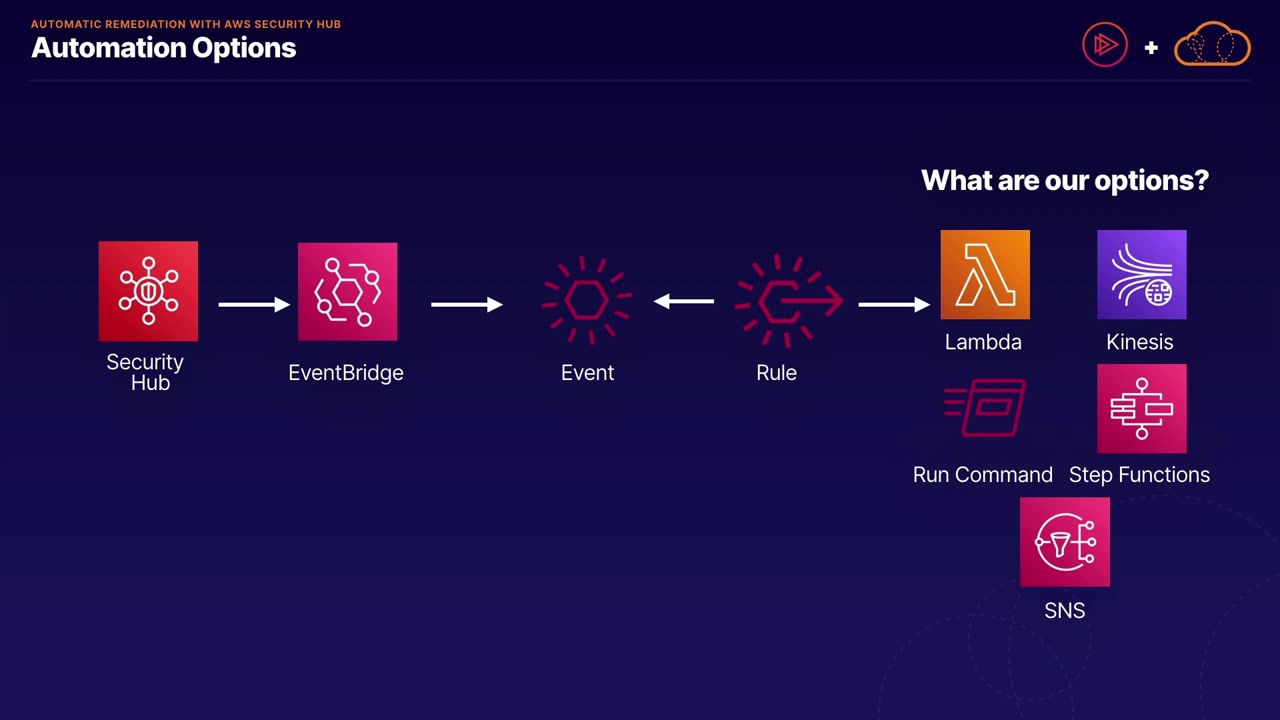 AUTOMATIC REMEDIATION WITH AWS SECURITY HUB
Automation Options
What are our options?
Security
Hub
EventBridge
Event
Rule
Lambda
Kinesis
Run Command
Step Functions
SNS